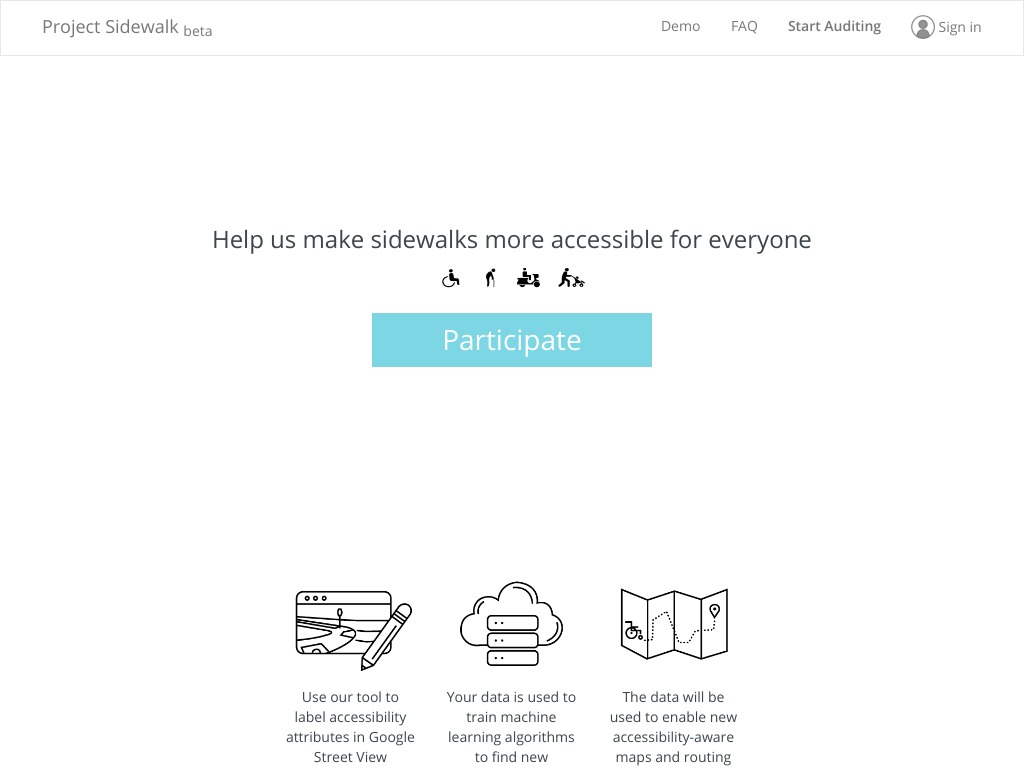 Project Sidewalk beta
Demo
FAQ
Start Auditing
Sign in
Help us make sidewalks more accessible for everyone
Participate
Use our tool to
label accessibility
attributes in Google
Street View
Your data is used to
train machine
learning algorithms
to find new
The data will be
used to enable new
accessibility-aware
maps and routing